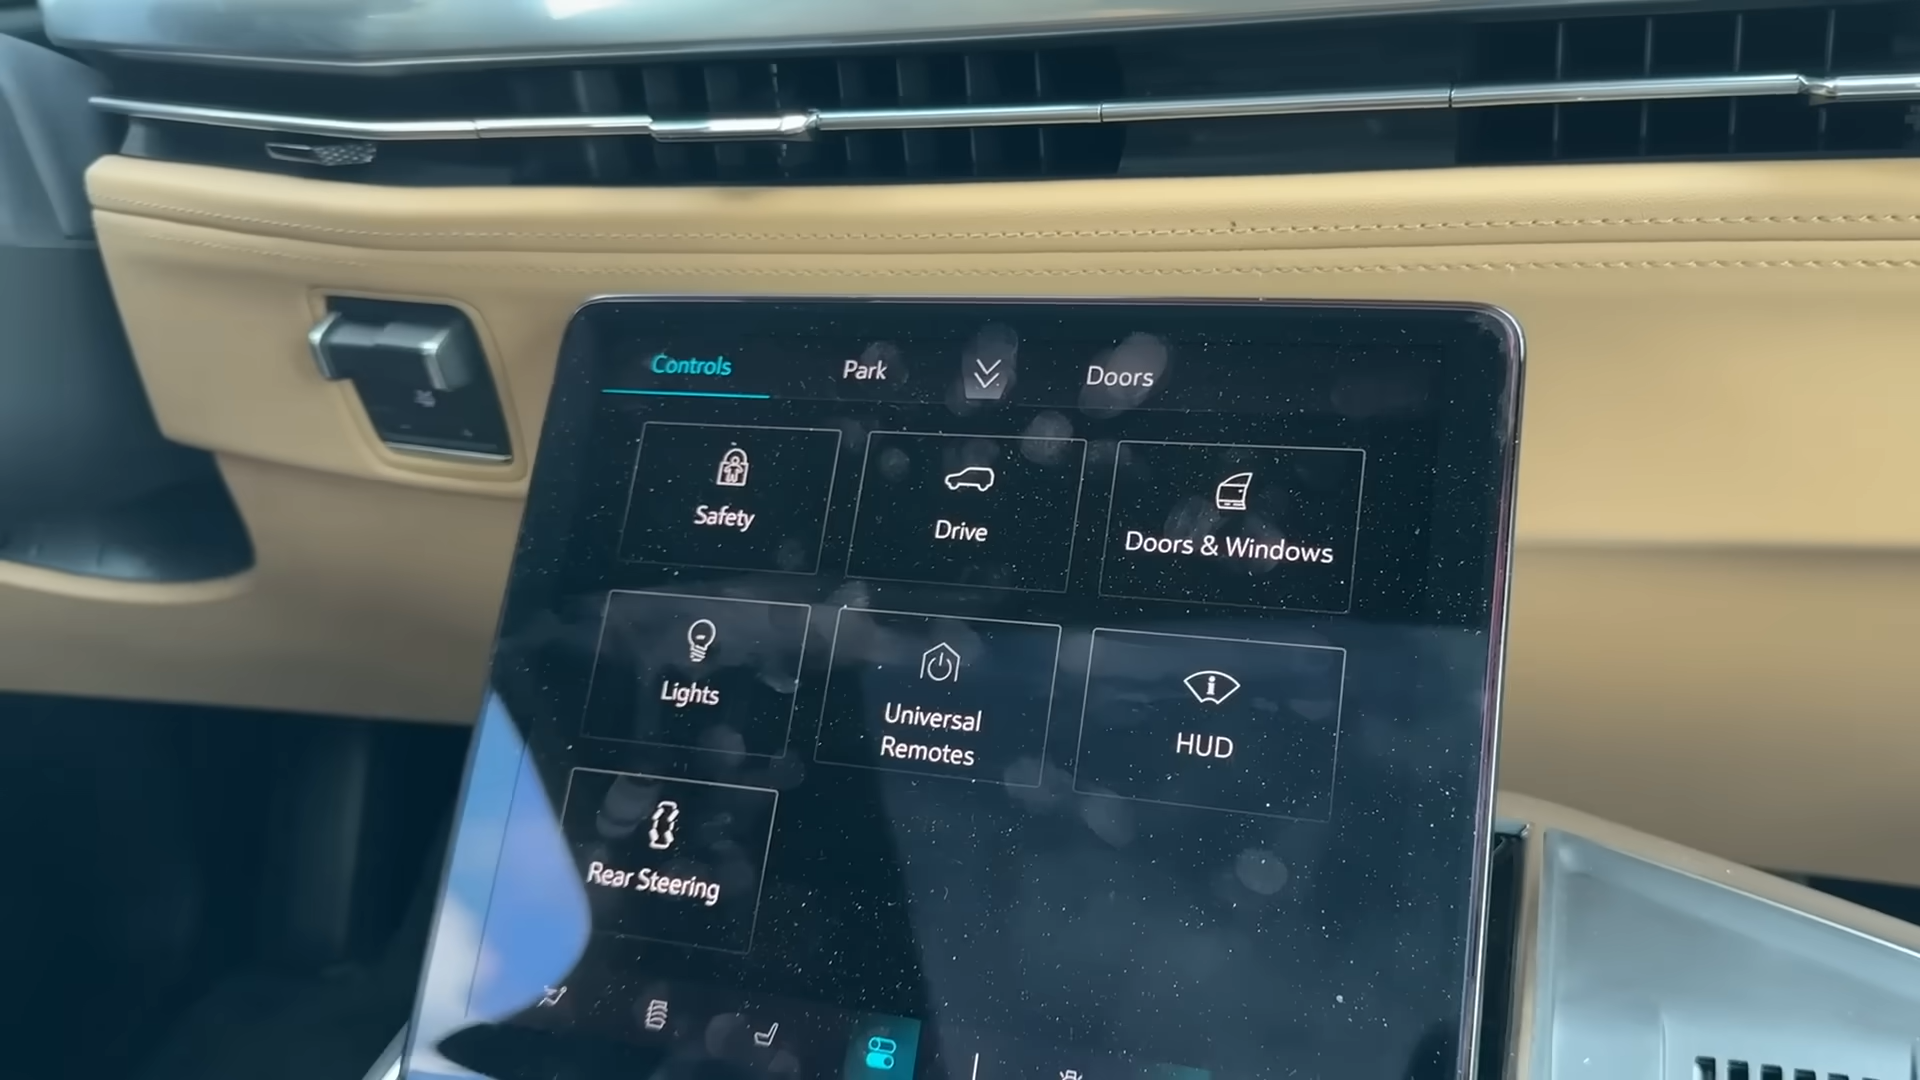 Controls
Park
Doors
Safety
Drive
Doors & Windows
Lights
Universal
Remotes
HUD
Rear Steering